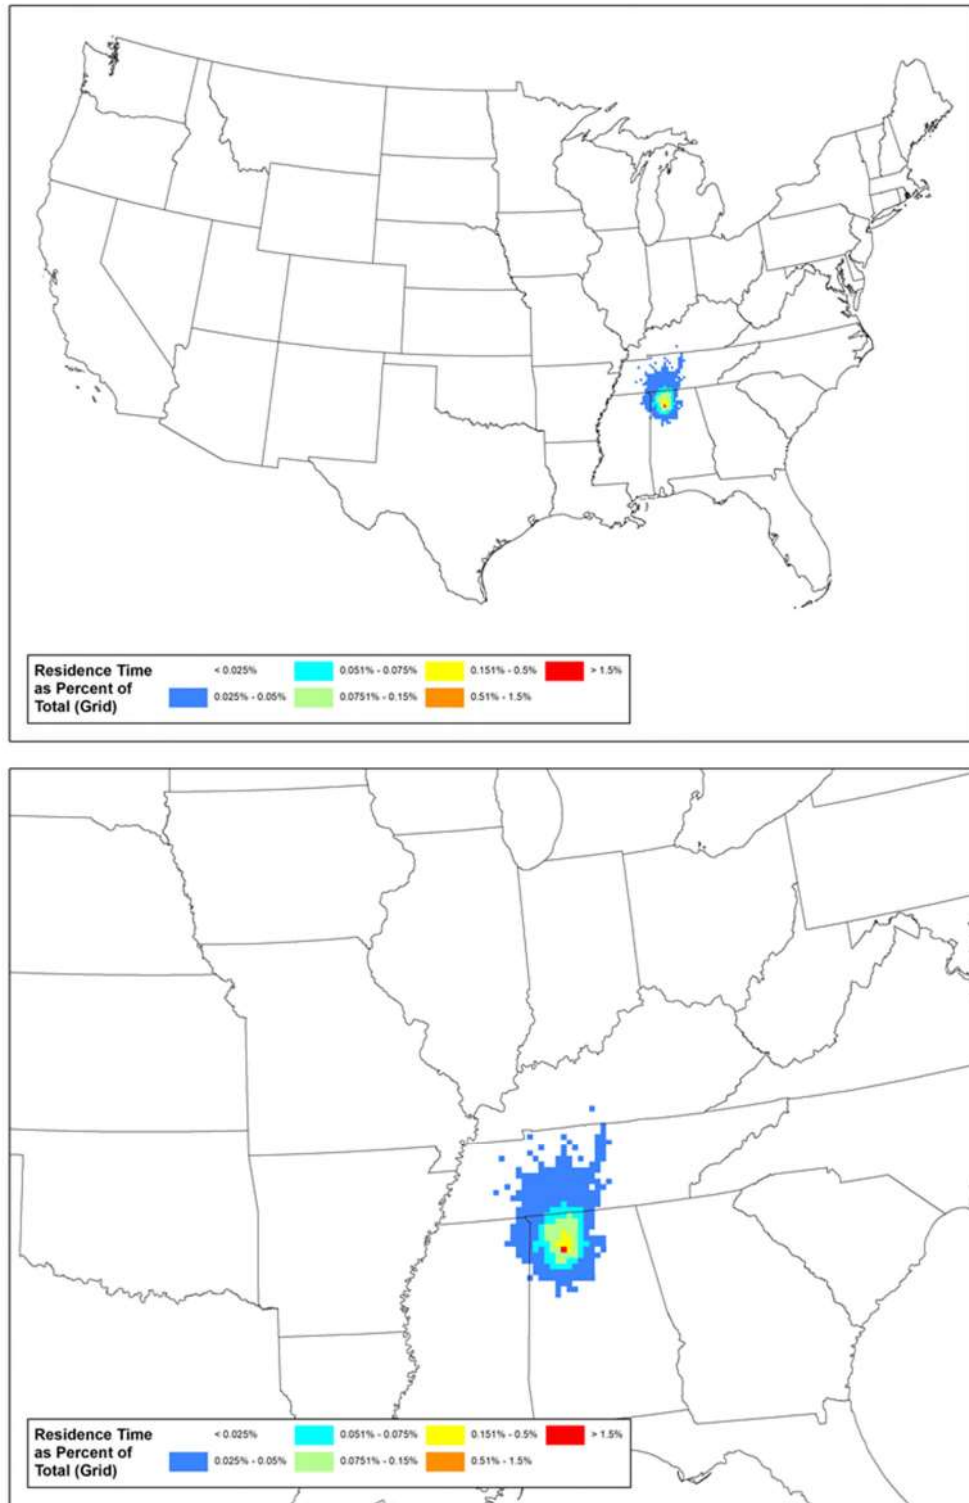 Residence Time
as Percent of
Total (Grid)
< 0.025%
0.051% - 0.075%
0.151% - 0.5%
> 1.5%
0.025% - 0.05%
0.0751% - 0.15%
0.51% - 1.5%
Residence Time
as Percent of
Total (Grid)
< 0.025%
0.051% - 0.075%
0.151% - 0.5%
> 1.5%
0.025% - 0.05%
0.0751% - 0.15%
0.51% - 1.5%